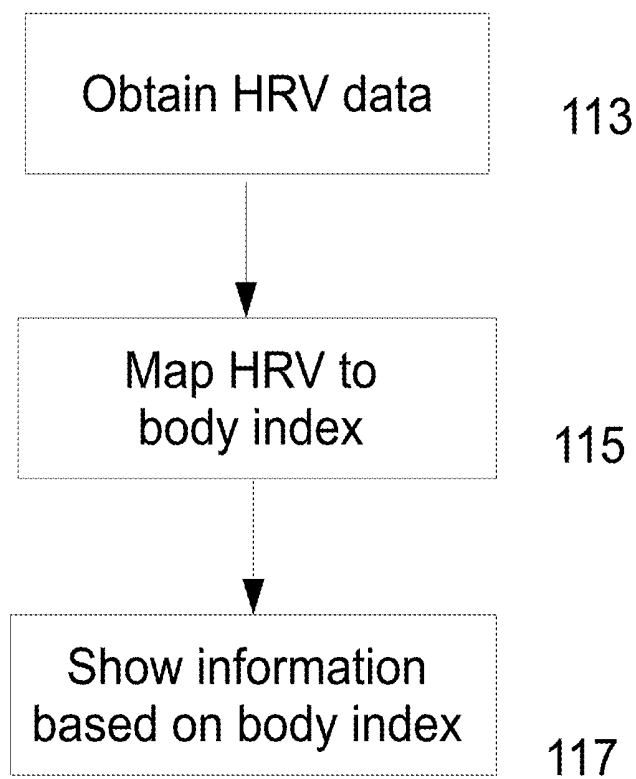 Obtain HRV data
113
Map HRV to
body index
115
Show information
based on body index
117